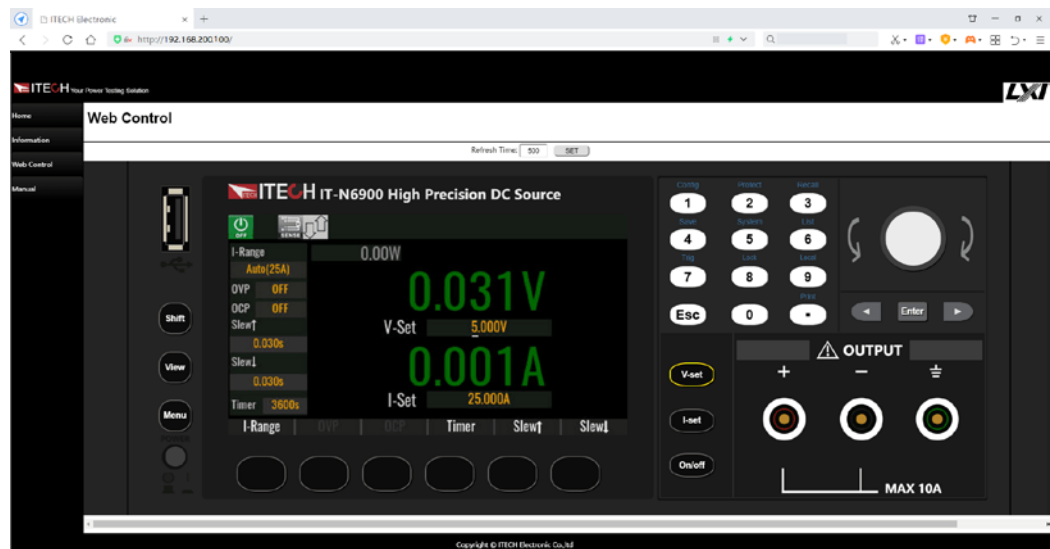 ITECH Electronic
http://192.168.200.100/
ITECH Your Power Testing Solution
LXI
Home
Information
Web Control
Manual
Web Control
Refresh Time: 500 SET
ITECH IT-N6900 High Precision DC Source
OFF
SENSE
I-Range
Auto(25A)
OVP OFF
OCP OFF
Slew↑
0.030s
Slew↓
0.030s
Timer 3600s
0.00W
0.031V
V-Set 5.000V
0.001A
I-Set 25.000A
I-Range OVP OCP Timer Slew↑ Slew↓
Shift
View
Menu
POWER
Config Protect Recall
1 2 3
Save System List
4 5 6
Trig Lock Local
7 8 9
Print
Esc 0 •
Enter
V-set
I-set
On/off
OUTPUT
+ −
MAX 10A
Copyright © ITECH Electronic Co.,ltd